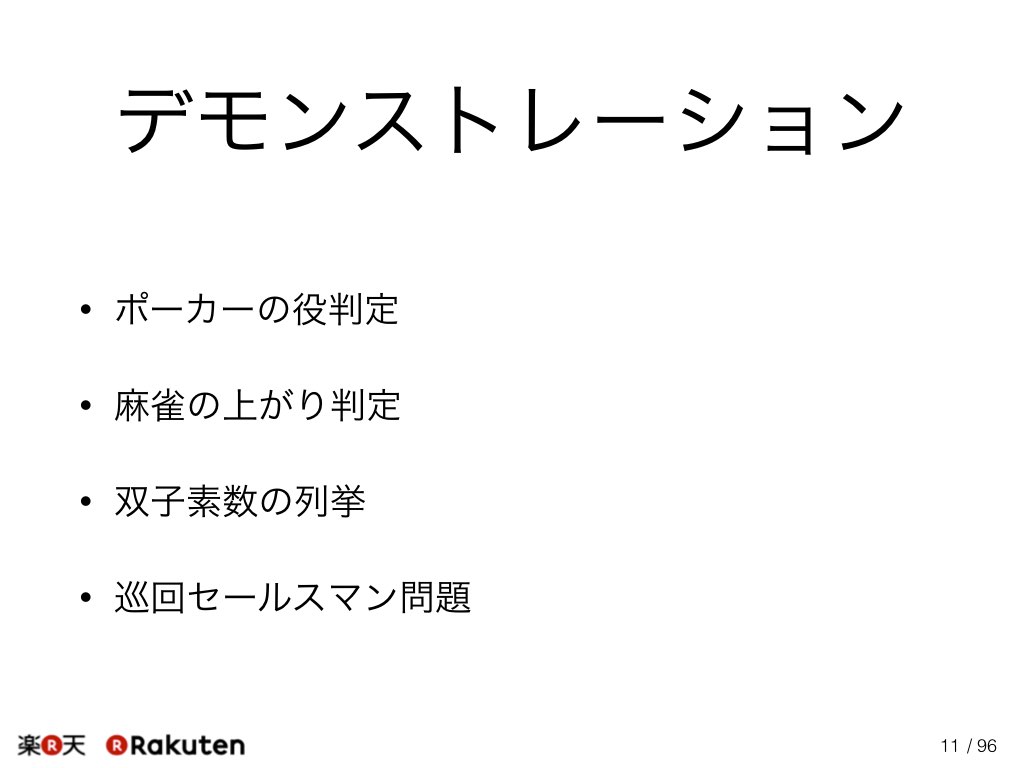 デモンストレーション
• ポーカーの役判定
• 麻雀の上がり判定
• 双子素数の列挙
• 巡回セールスマン問題
楽R天 R Rakuten
11 / 96